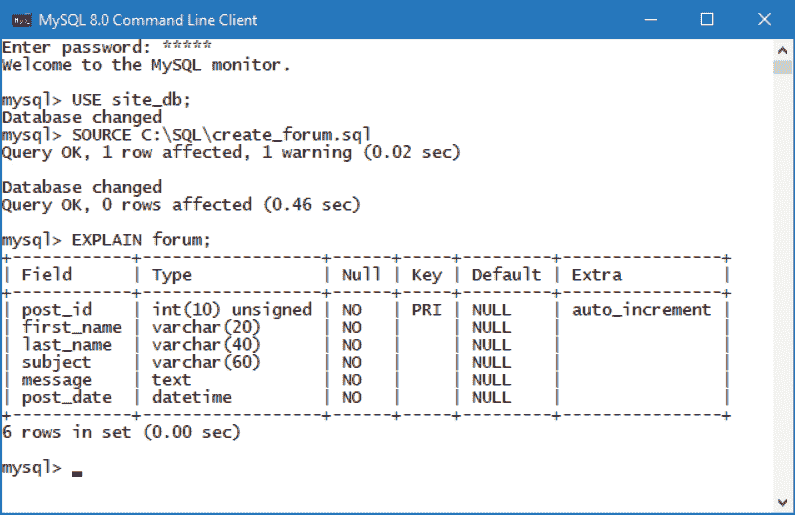 MySQL 8.0 Command Line Client
Enter password: *****
Welcome to the MySQL monitor.
mysql> USE site_db;
Database changed
mysql> SOURCE C:\SQL\create_forum.sql
Query OK, 1 row affected, 1 warning (0.02 sec)
Database changed
Query OK, 0 rows affected (0.46 sec)
mysql> EXPLAIN forum;
+------------+------------------+------+-----+---------+----------------+
| Field      | Type             | Null | Key | Default | Extra          |
+------------+------------------+------+-----+---------+----------------+
| post_id    | int(10) unsigned | NO   | PRI | NULL    | auto_increment |
| first_name | varchar(20)      | NO   |     | NULL    |                |
| last_name  | varchar(40)      | NO   |     | NULL    |                |
| subject    | varchar(60)      | NO   |     | NULL    |                |
| message    | text             | NO   |     | NULL    |                |
| post_date  | datetime         | NO   |     | NULL    |                |
+------------+------------------+------+-----+---------+----------------+
6 rows in set (0.00 sec)
mysql> _